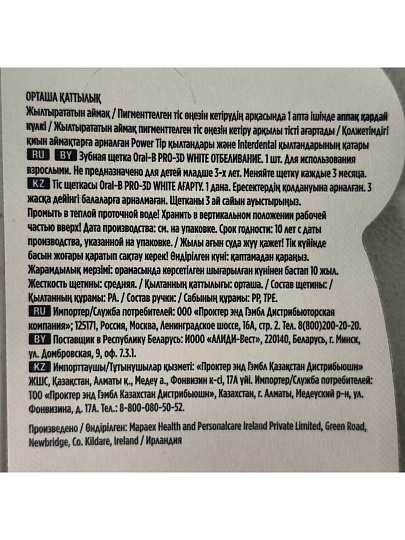 ОРТАША ҚАТТЫЛЫҚ
Жылтырататын аймақ / Пигменттелген тіс өңезін кетірудің арқасында 1 апта ішінде аппақ қардай
күлкі / Жылтырататын аймақ пигменттелген тіс өңезін кетіру арқылы тісті ағартады / Қолжетімдігі
қиын аймақтарға арналған Power Tip қылтандары және Interdental қылтандарының қатары
RU BY Зубная щетка Oral-B PRO-3D WHITE ОТБЕЛИВАНИЕ. 1 шт. Для использования
взрослыми. Не предназначено для детей младше 3-х лет. Меняйте щетку каждые 3 месяца.
KZ Тіс щеткасы Oral-B PRO-3D WHITE АҒАРТУ. 1 дана. Ересектердің қолдануына арналған. 3
жасқа дейінгі балаларға арналмаған. Щетканы 3 ай сайын ауыстырыңыз.
Промыть в теплой проточной воде! Хранить в вертикальном положении рабочей
частью вверх! Дата производства: см. на упаковке. Срок годности: 10 лет с даты
производства, указанной на упаковке. / Жылы ағын суда жуу қажет! Тік күйінде
басын жоғары қаратып сақтау керек! Өндірілген күні: қаптамадан қараңыз.
Жарамдылық мерзімі: орамасында көрсетілген шығарылған күнінен бастап 10 жыл.
Жесткость щетины: средняя. / Қылтанның қаттылығы: орташа. / Состав щетины: /
Қылтанның құрамы: PA. / Состав ручки: / Сабының құрамы: PP, TPE.
RU Импортер/Служба потребителей: ООО «Проктер энд Гэмбл Дистрибьюторская
компания»; 125171, Россия, Москва, Ленинградское шоссе, 16А, стр. 2. Тел. 8(800)200-20-20.
BY Поставщик в Республику Беларусь: ИООО «АЛИДИ-Вест», 220140, Беларусь, г. Минск,
ул. Домбровская, 9, оф. 7.3.1.
KZ Импорттаушы/Тұтынушылар қызметі: «Проктер энд Гэмбл Қазақстан Дистрибьюшн»
ЖШС, Қазақстан, Алматы қ., Медеу а., Фонвизин к-сі, 17А үйі. Импортер/Служба потребителей:
ТОО «Проктер энд Гэмбл Казахстан Дистрибьюшн», Казахстан, г. Алматы, Медеуский р-н, ул.
Фонвизина, д. 17А. Тел.: 8-800-080-50-52.
Произведено / Өндірілген: Mapaex Health and Personalcare Ireland Private Limited, Green Road,
Newbridge, Co. Kildare, Ireland / Ирландия